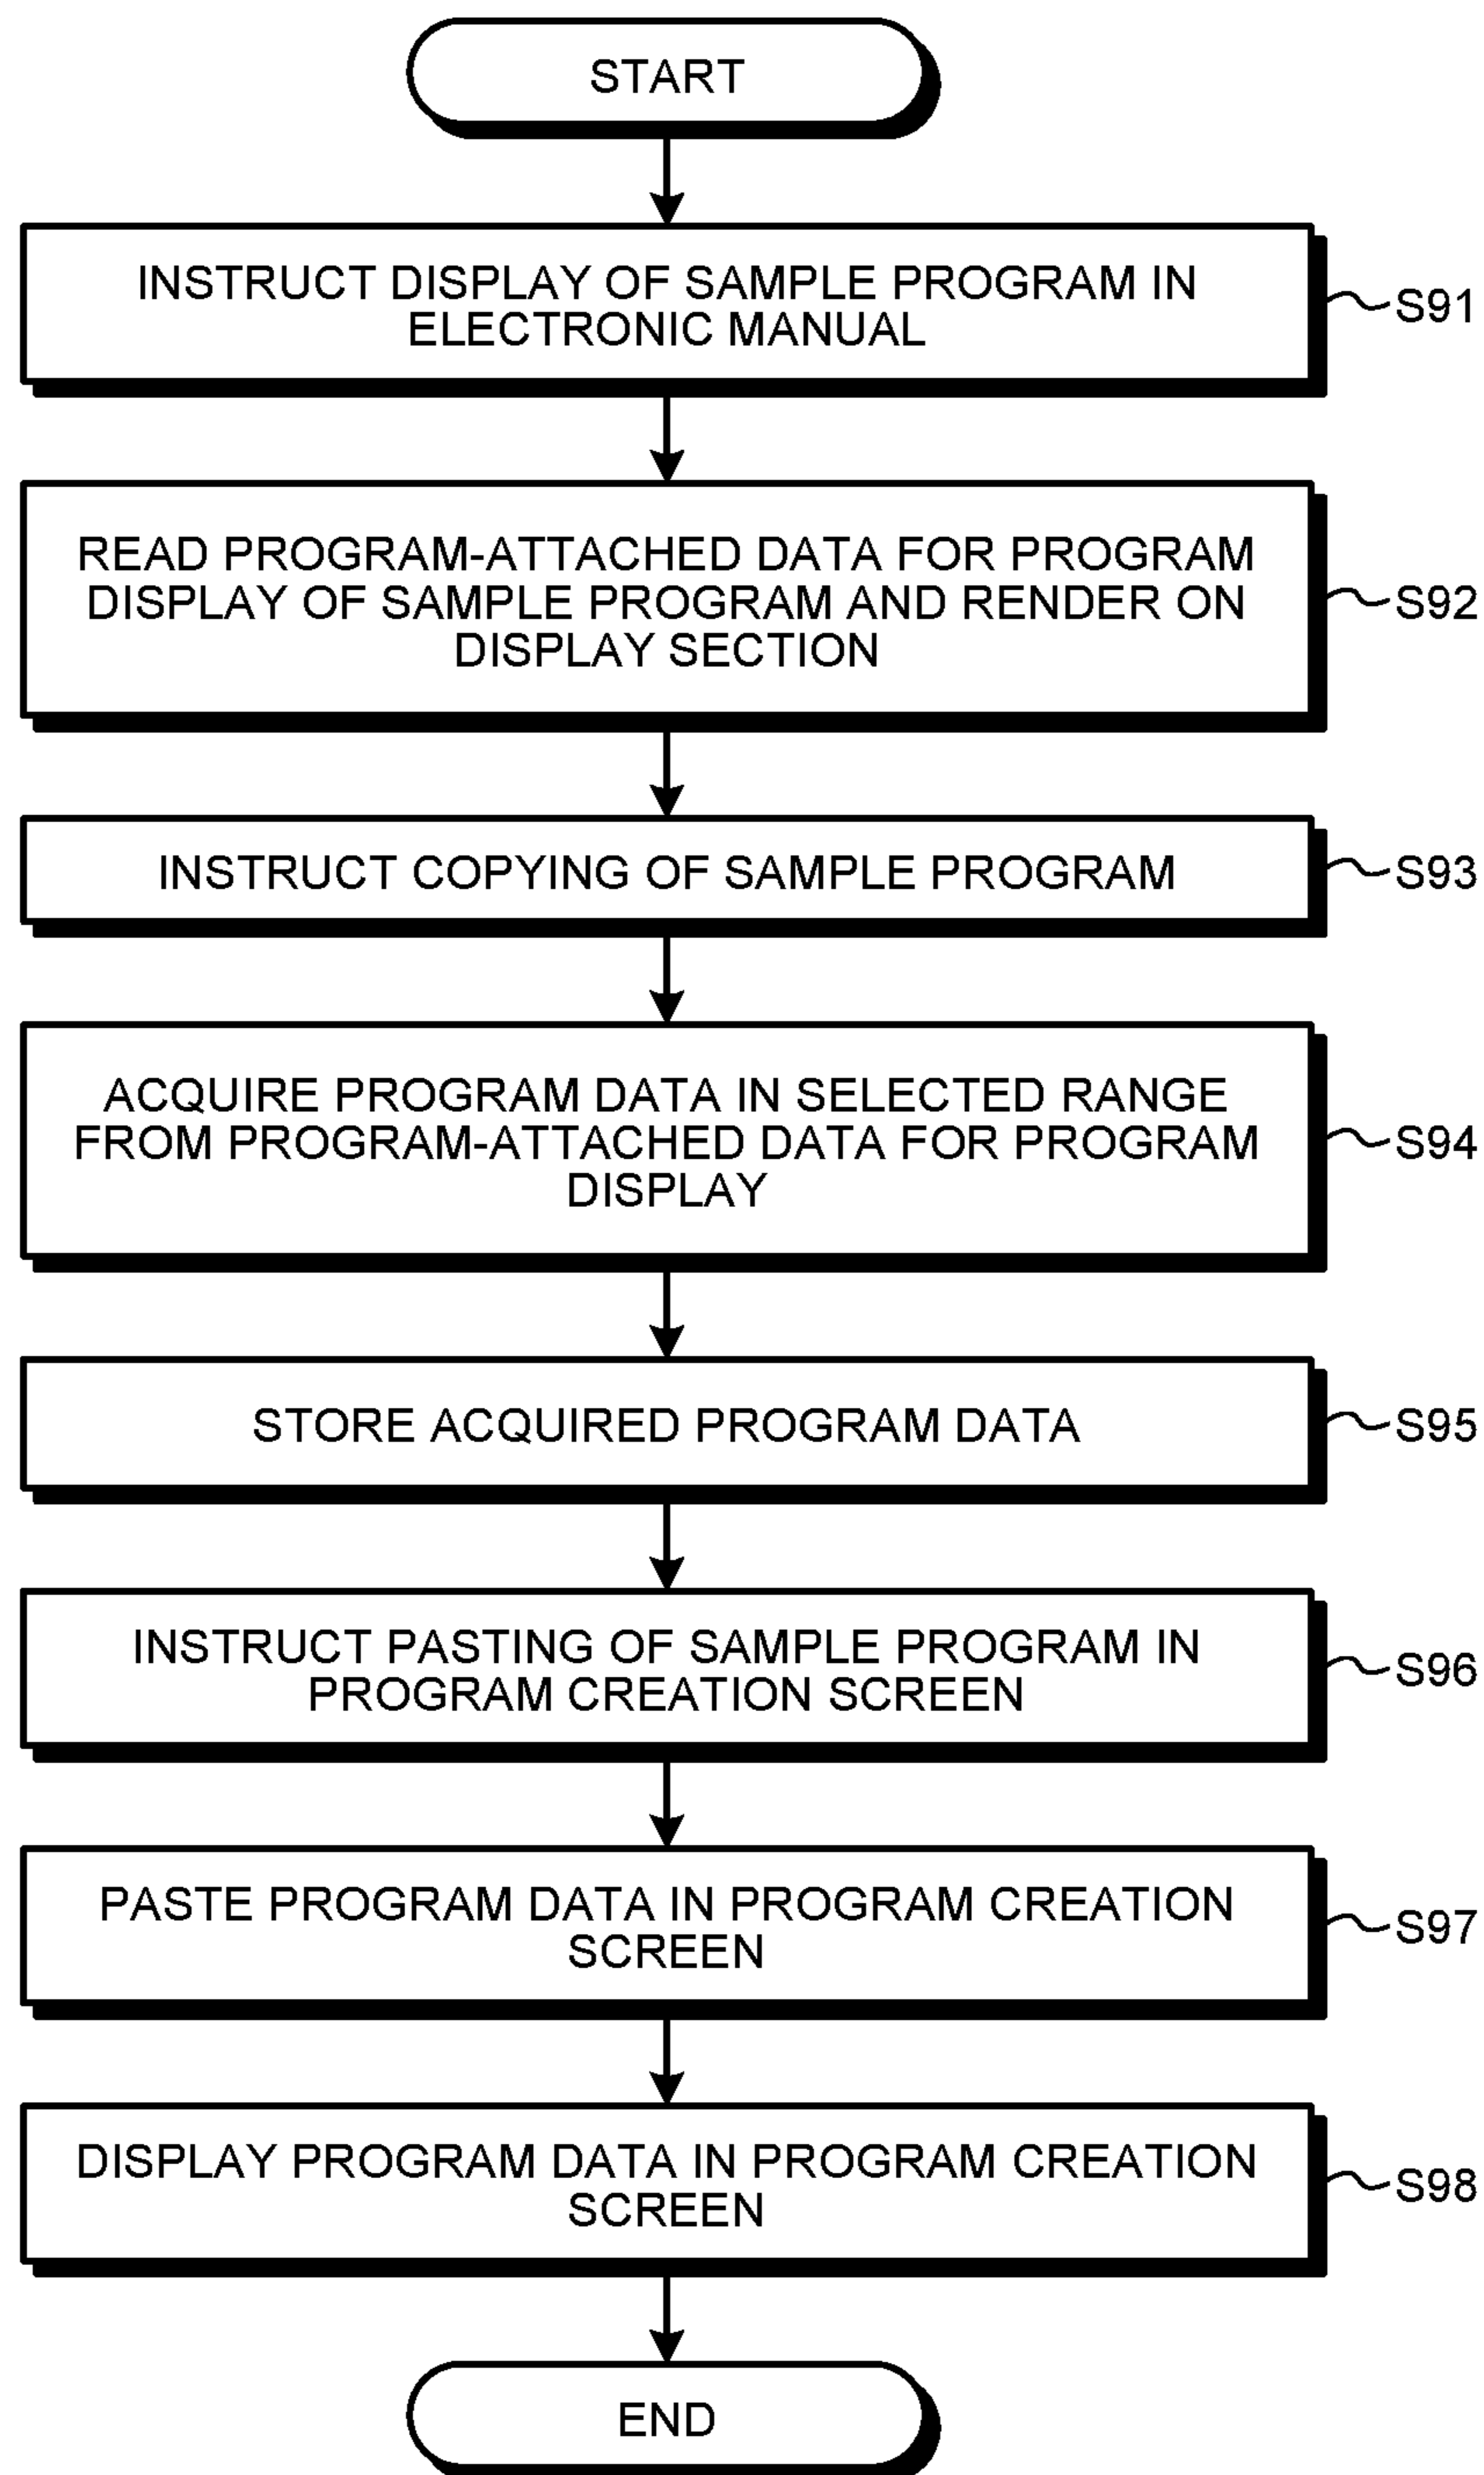 START
INSTRUCT DISPLAY OF SAMPLE PROGRAM IN
ELECTRONIC MANUAL
S91
READ PROGRAM-ATTACHED DATA FOR PROGRAM
DISPLAY OF SAMPLE PROGRAM AND RENDER ON
DISPLAY SECTION
S92
INSTRUCT COPYING OF SAMPLE PROGRAM
S93
ACQUIRE PROGRAM DATA IN SELECTED RANGE
FROM PROGRAM-ATTACHED DATA FOR PROGRAM
DISPLAY
S94
STORE ACQUIRED PROGRAM DATA
S95
INSTRUCT PASTING OF SAMPLE PROGRAM IN
PROGRAM CREATION SCREEN
S96
PASTE PROGRAM DATA IN PROGRAM CREATION
SCREEN
S97
DISPLAY PROGRAM DATA IN PROGRAM CREATION
SCREEN
S98
END